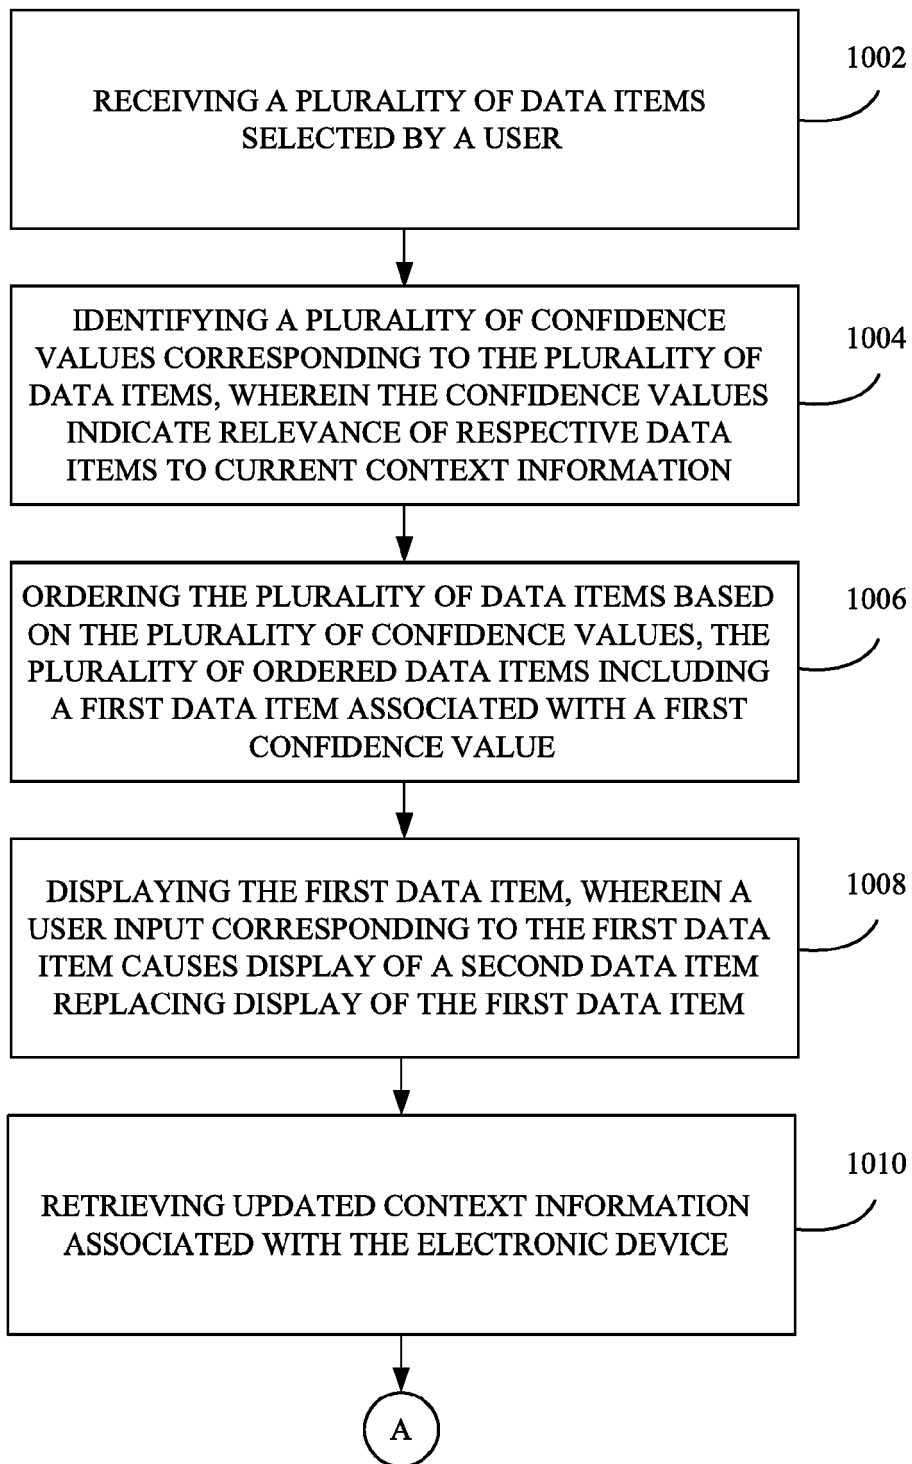 1002
RECEIVING A PLURALITY OF DATA ITEMS
SELECTED BY A USER
1004
IDENTIFYING A PLURALITY OF CONFIDENCE
VALUES CORRESPONDING TO THE PLURALITY OF
DATA ITEMS, WHEREIN THE CONFIDENCE VALUES
INDICATE RELEVANCE OF RESPECTIVE DATA
ITEMS TO CURRENT CONTEXT INFORMATION
1006
ORDERING THE PLURALITY OF DATA ITEMS BASED
ON THE PLURALITY OF CONFIDENCE VALUES, THE
PLURALITY OF ORDERED DATA ITEMS INCLUDING
A FIRST DATA ITEM ASSOCIATED WITH A FIRST
CONFIDENCE VALUE
1008
DISPLAYING THE FIRST DATA ITEM, WHEREIN A
USER INPUT CORRESPONDING TO THE FIRST DATA
ITEM CAUSES DISPLAY OF A SECOND DATA ITEM
REPLACING DISPLAY OF THE FIRST DATA ITEM
1010
RETRIEVING UPDATED CONTEXT INFORMATION
ASSOCIATED WITH THE ELECTRONIC DEVICE
A